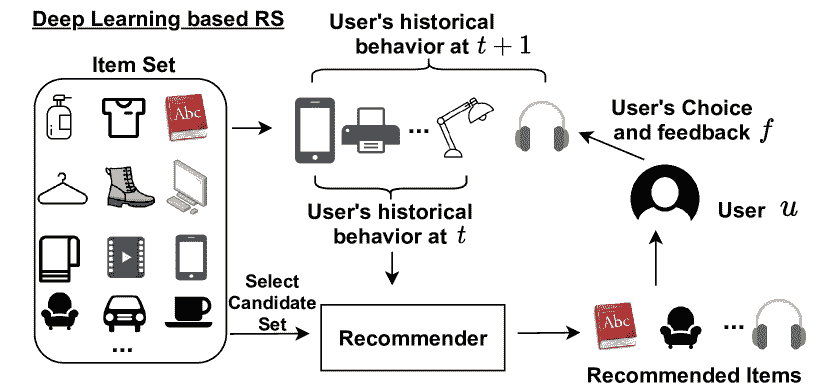 Deep Learning based RS
Item Set
Abc
...
User's historical
behavior at t + 1
...
User's historical
behavior at t
User's Choice
and feedback f
User u
Select
Candidate
Set
Recommender
Abc
...
Recommended Items